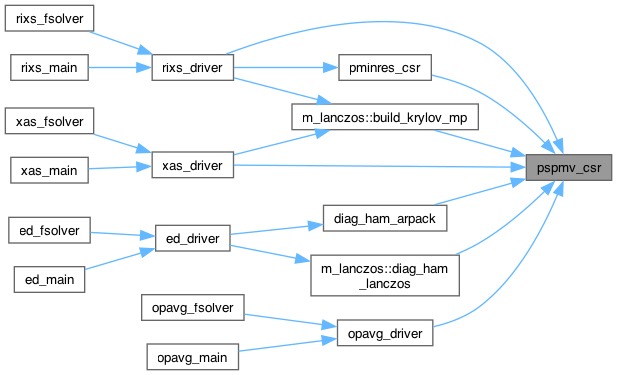 rixs_fsolver
rixs_main
rixs_driver
pminres_csr
xas_fsolver
m_lanczos::build_krylov_mp
xas_main
xas_driver
pspmv_csr
ed_fsolver
ed_driver
diag_ham_arpack
ed_main
m_lanczos::diag_ham
_lanczos
opavg_fsolver
opavg_driver
opavg_main